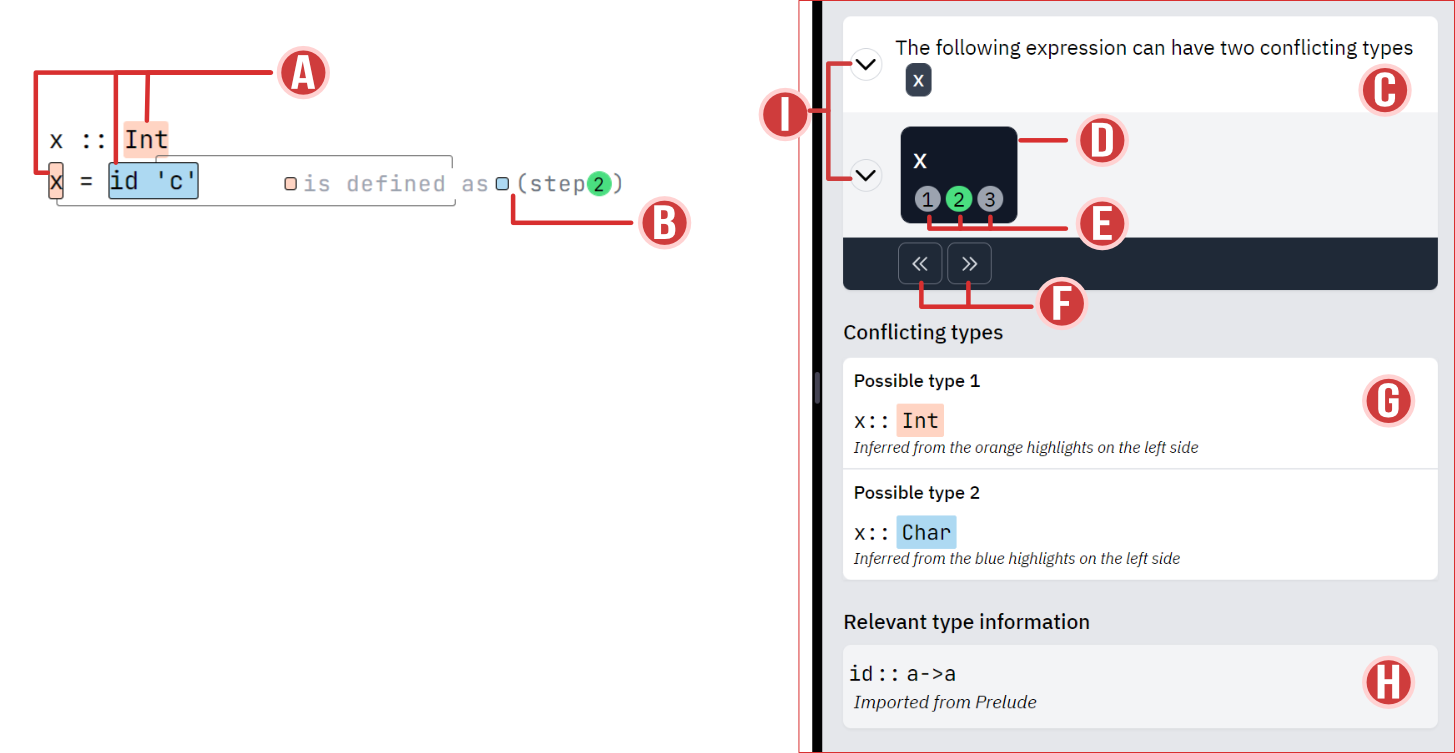 A
x :: Int
x = id 'c'
is defined as (step 2)
B
I
The following expression can have two conflicting types
x
C
x
D
1 2 3
E
« »
F
Conflicting types
Possible type 1
x:: Int
Inferred from the orange highlights on the left side
G
Possible type 2
x:: Char
Inferred from the blue highlights on the left side
Relevant type information
id :: a->a
Imported from Prelude
H